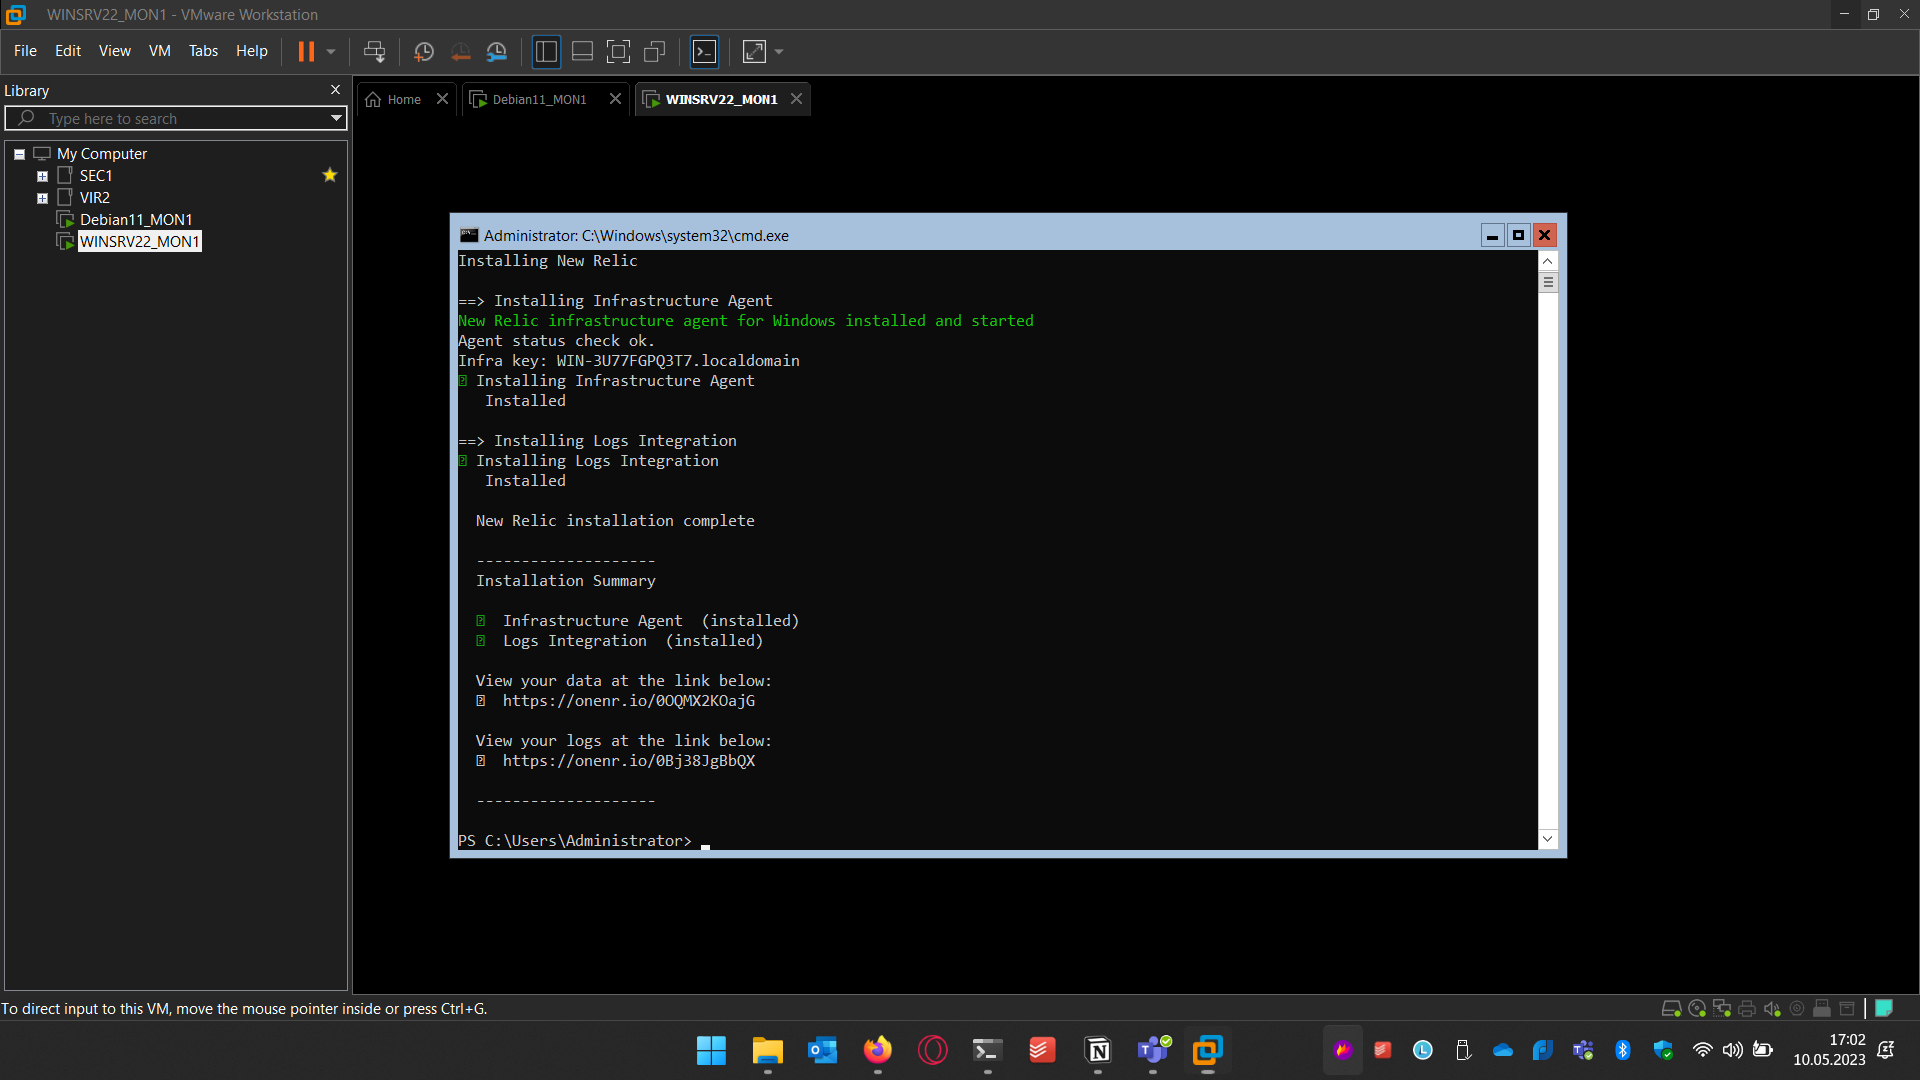 WINSRV22_MON1 - VMware Workstation
File Edit View VM Tabs Help
Library
Type here to search
My Computer
SEC1
VIR2
Debian11_MON1
WINSRV22_MON1
Home
Debian11_MON1
WINSRV22_MON1
Administrator: C:\Windows\system32\cmd.exe
Installing New Relic
==> Installing Infrastructure Agent
New Relic infrastructure agent for Windows installed and started
Agent status check ok.
Infra key: WIN-3U77FGPQ3T7.localdomain
Installing Infrastructure Agent
Installed
==> Installing Logs Integration
Installing Logs Integration
Installed
New Relic installation complete
--------------------
Installation Summary
Infrastructure Agent  (installed)
Logs Integration  (installed)
View your data at the link below:
https://onenr.io/0OQMX2KOajG
View your logs at the link below:
https://onenr.io/0Bj38JgBbQX
--------------------
PS C:\Users\Administrator>
To direct input to this VM, move the mouse pointer inside or press Ctrl+G.
17:02
10.05.2023